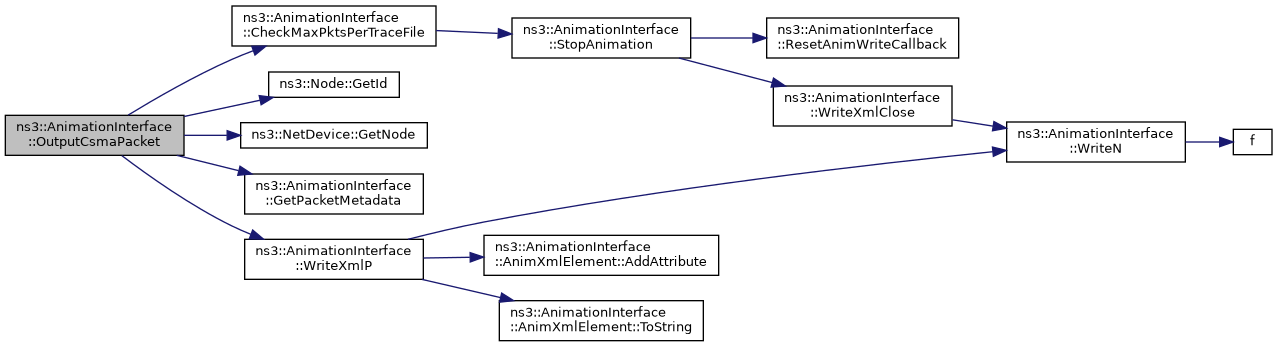 ns3::AnimationInterface
::OutputCsmaPacket
ns3::AnimationInterface
::CheckMaxPktsPerTraceFile
ns3::Node::GetId
ns3::NetDevice::GetNode
ns3::AnimationInterface
::GetPacketMetadata
ns3::AnimationInterface
::WriteXmlP
ns3::AnimationInterface
::StopAnimation
ns3::AnimationInterface
::AnimXmlElement::AddAttribute
ns3::AnimationInterface
::AnimXmlElement::ToString
ns3::AnimationInterface
::ResetAnimWriteCallback
ns3::AnimationInterface
::WriteXmlClose
ns3::AnimationInterface
::WriteN
f